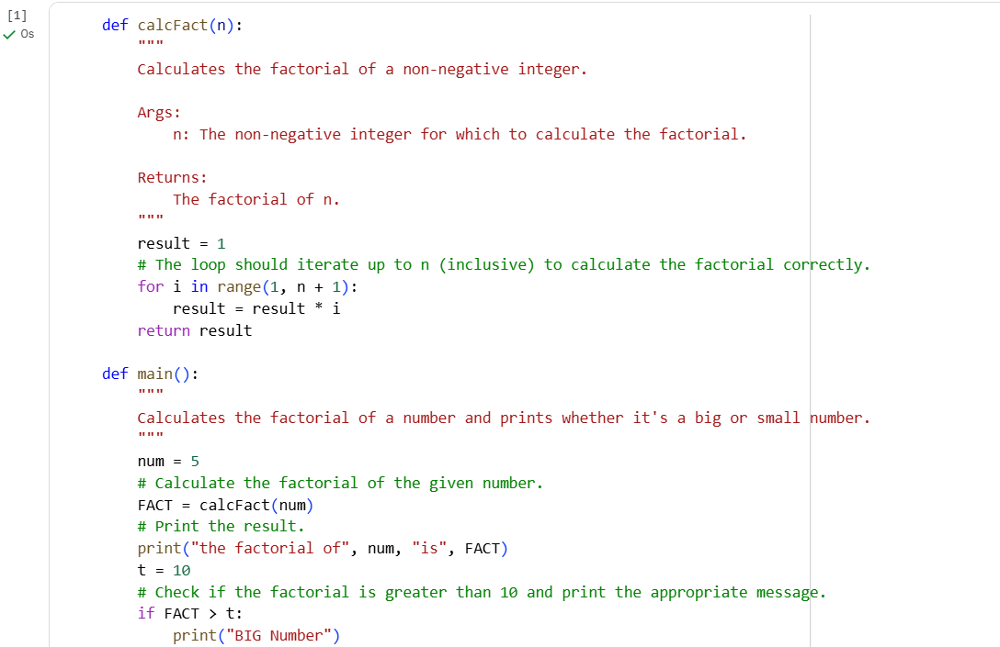 [1]
0s
def calcFact(n):
    """
    Calculates the factorial of a non-negative integer.

    Args:
        n: The non-negative integer for which to calculate the factorial.

    Returns:
        The factorial of n.
    """
    result = 1
    # The loop should iterate up to n (inclusive) to calculate the factorial correctly.
    for i in range(1, n + 1):
        result = result * i
    return result

def main():
    """
    Calculates the factorial of a number and prints whether it's a big or small number.
    """
    num = 5
    # Calculate the factorial of the given number.
    FACT = calcFact(num)
    # Print the result.
    print("the factorial of", num, "is", FACT)
    t = 10
    # Check if the factorial is greater than 10 and print the appropriate message.
    if FACT > t:
        print("BIG Number")